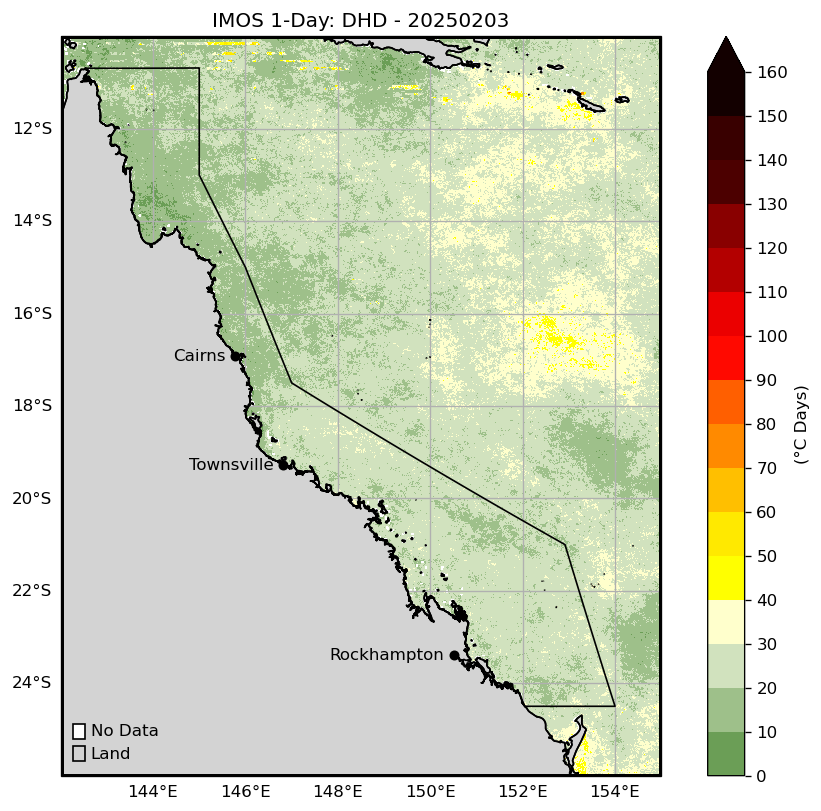 IMOS 1-Day: DHD - 20250203
160
150
12°S
140
130
14°S
120
16°S
110
100
Cairns
90
18°S
80
(°C Days)
Townsville
70
20°S
60
50
22°S
40
30
Rockhampton
24°S
20
No Data
10
Land
0
144°E 146°E 148°E 150°E 152°E 154°E